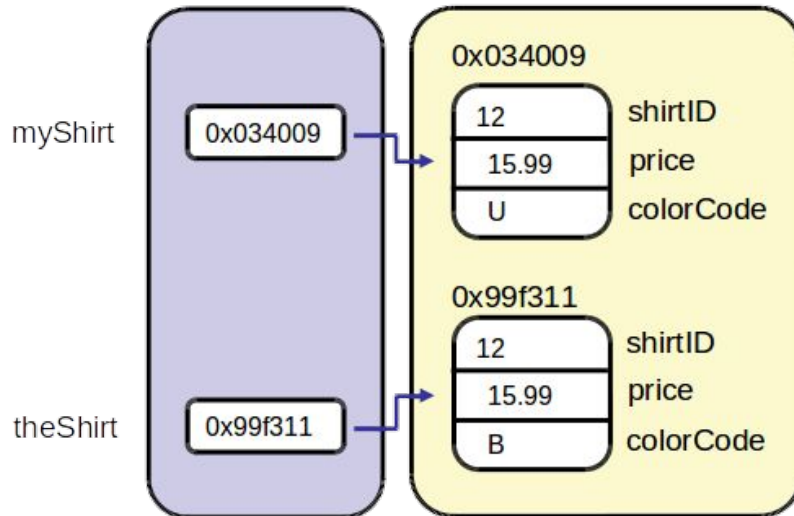 0x034009
myShirt 0x034009 12 shirtID
15.99 price
U colorCode
0x99f311
12 shirtID
15.99 price
theShirt 0x99f311 B colorCode